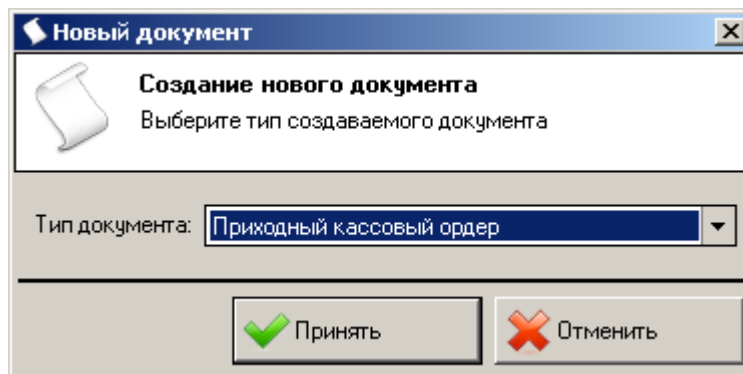 Новый документ
Создание нового документа
Выберите тип создаваемого документа
Тип документа: Приходный кассовый ордер
Принять Отменить